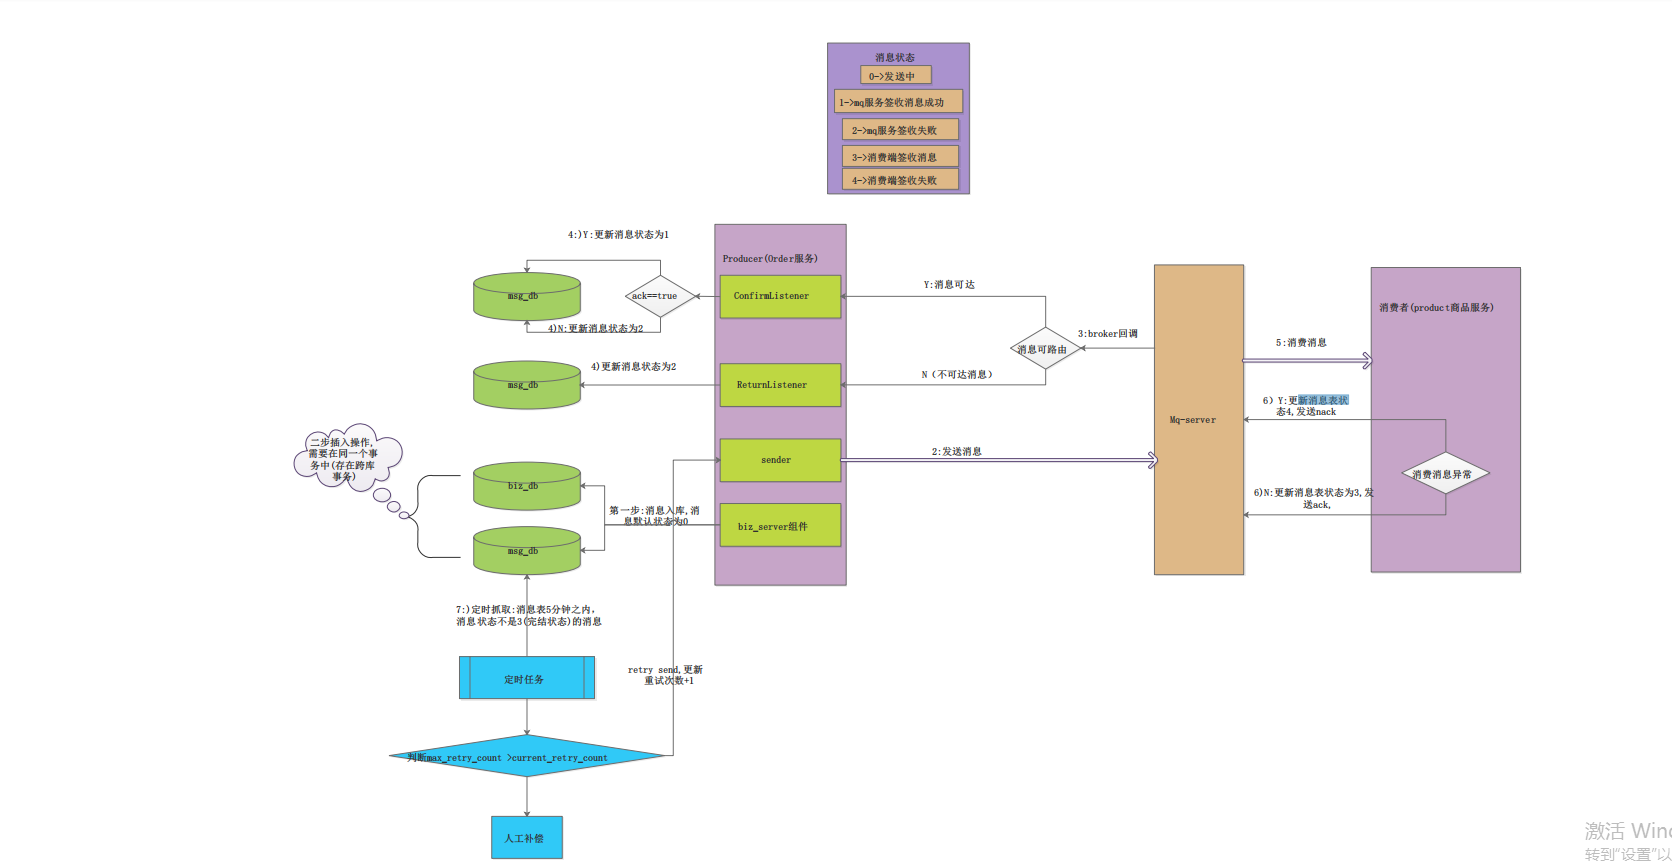 消息状态
0->发送中
1->mq服务签收消息成功
2->mq服务签收失败
3->消费端签收消息
4->消费端签收失败
4:)Y:更新消息状态为1
msg_db
ack==true
4)N:更新消息状态为2
Producer(Order服务)
ConfirmListener
Y:消息可达
3:broker回调
消息可路由
N（不可达消息）
4)更新消息状态为2
msg_db
ReturnListener
消费者(product商品服务)
5:消费消息
Mq-server
6) Y:更新消息表状
态4,发送nack
消费消息异常
6)N:更新消息表状态为3,发
送ack,
2:发送消息
sender
二步插入操作,
需要在同一个事
务中(存在跨库
事务)
biz_db
第一步:消息入库,消
息默认状态为0
biz_server组件
msg_db
7:)定时抓取:消息表5分钟之内,
消息状态不是3(完结状态)的消息
定时任务
retry send,更新
重试次数+1
判断max_retry_count >current_retry_count
人工补偿
激活 Wind
转到"设置"以